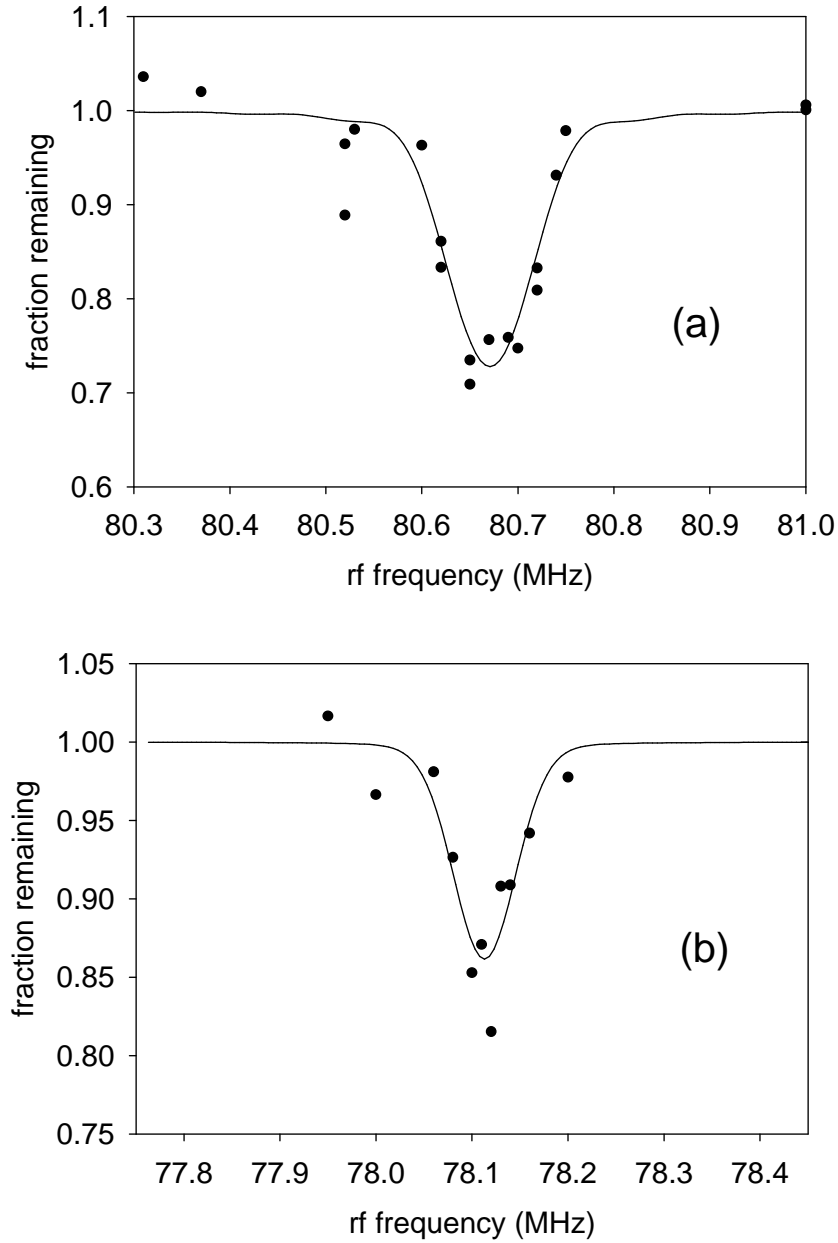 1.1
1.0
0.9
0.8
0.7
0.6
fraction remaining
(a)
80.3 80.4 80.5 80.6 80.7 80.8 80.9 81.0
rf frequency (MHz)
1.05
1.00
0.95
0.90
0.85
0.80
0.75
fraction remaining
(b)
77.8 77.9 78.0 78.1 78.2 78.3 78.4
rf frequency (MHz)